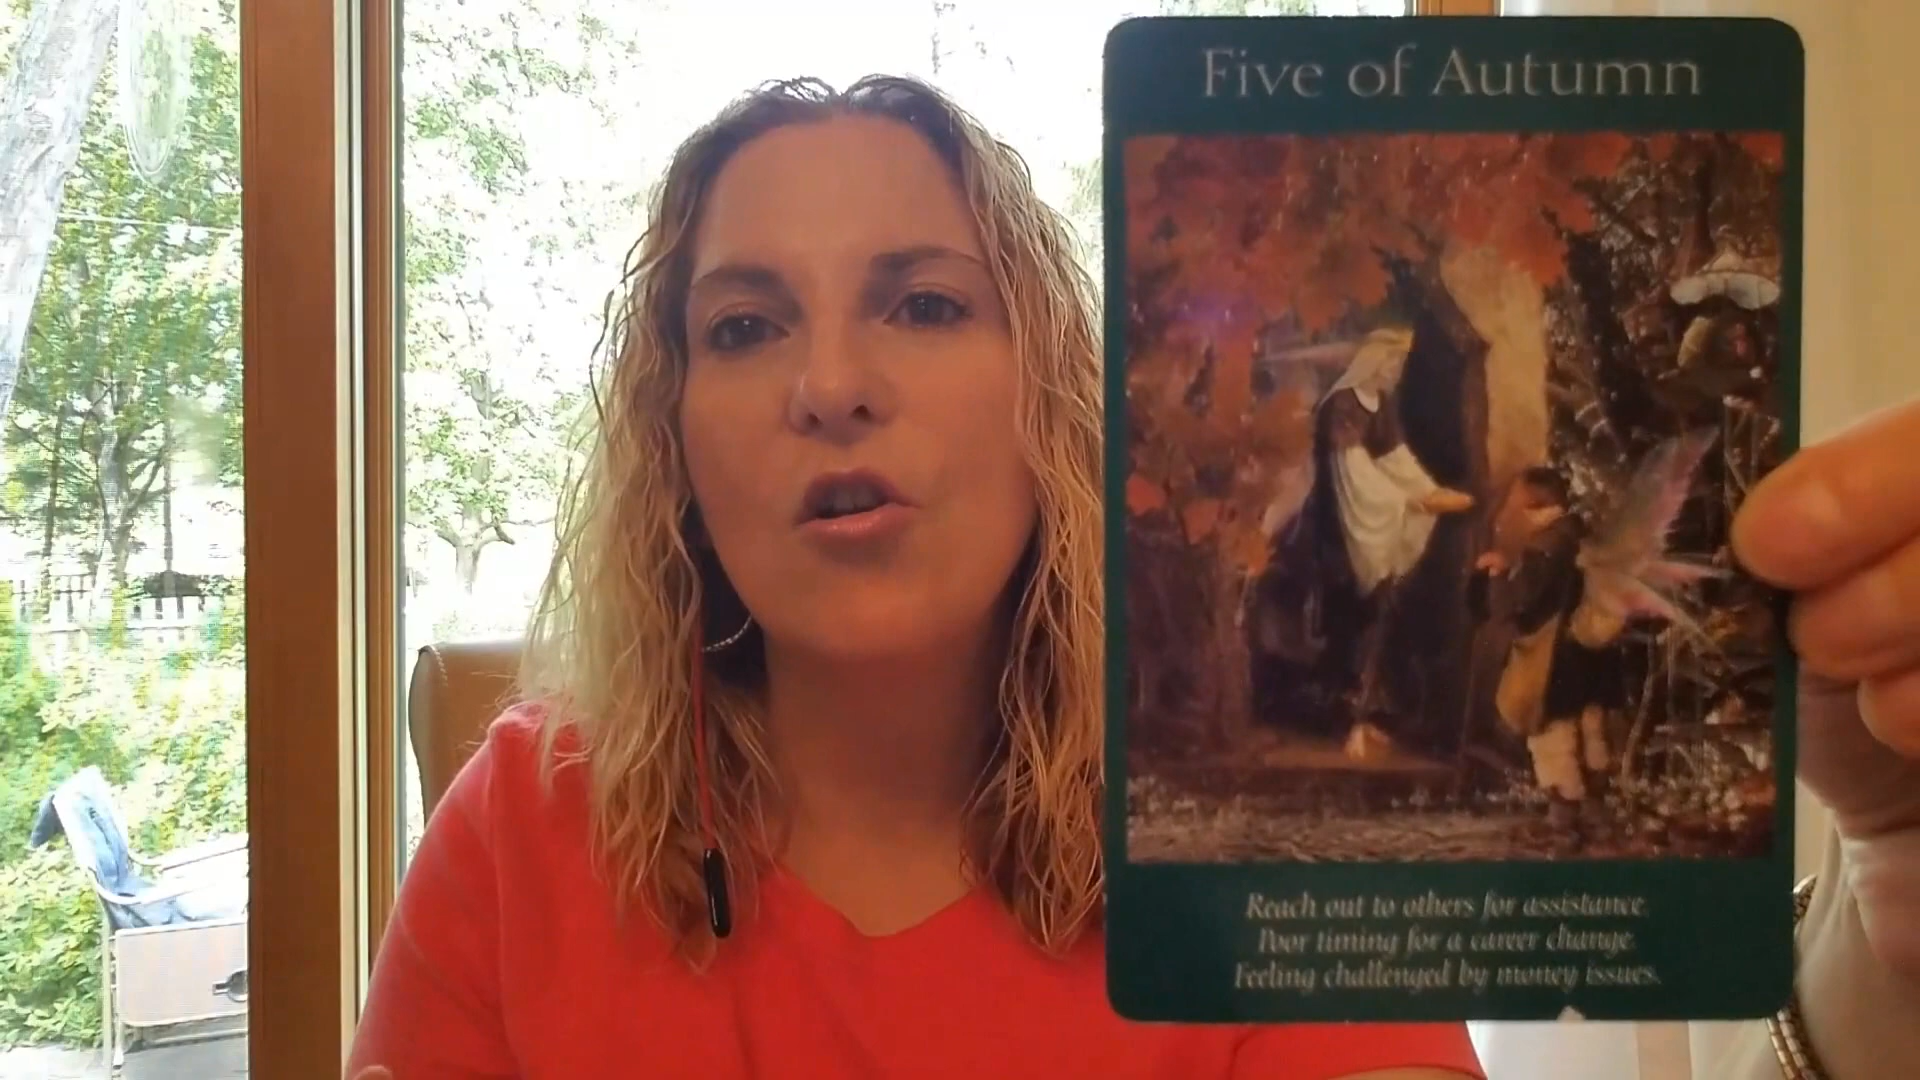 Five of Autumn
Reach out to others for assistance.
Poor timing for a career change.
Feeling challenged by money issues.